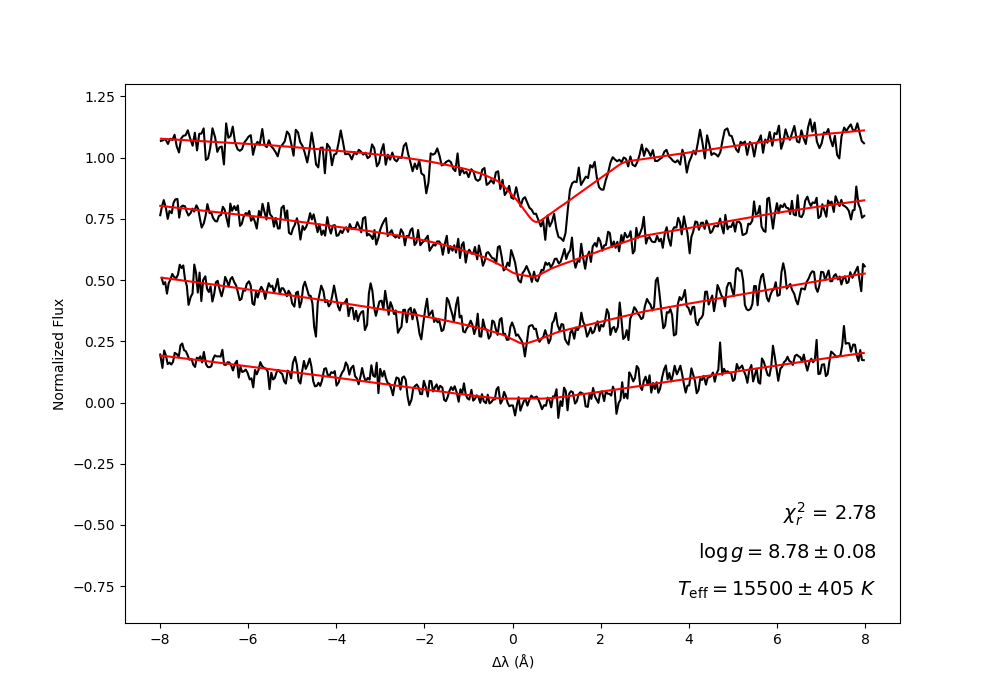 1.25
1.00
0.75
0.50
0.25
0.00
−0.25
−0.50
−0.75
Normalized Flux
χ²ᵣ = 2.78
log g = 8.78 ± 0.08
T_eff = 15500 ± 405 K
−8 −6 −4 −2 0 2 4 6 8
Δλ (Å)